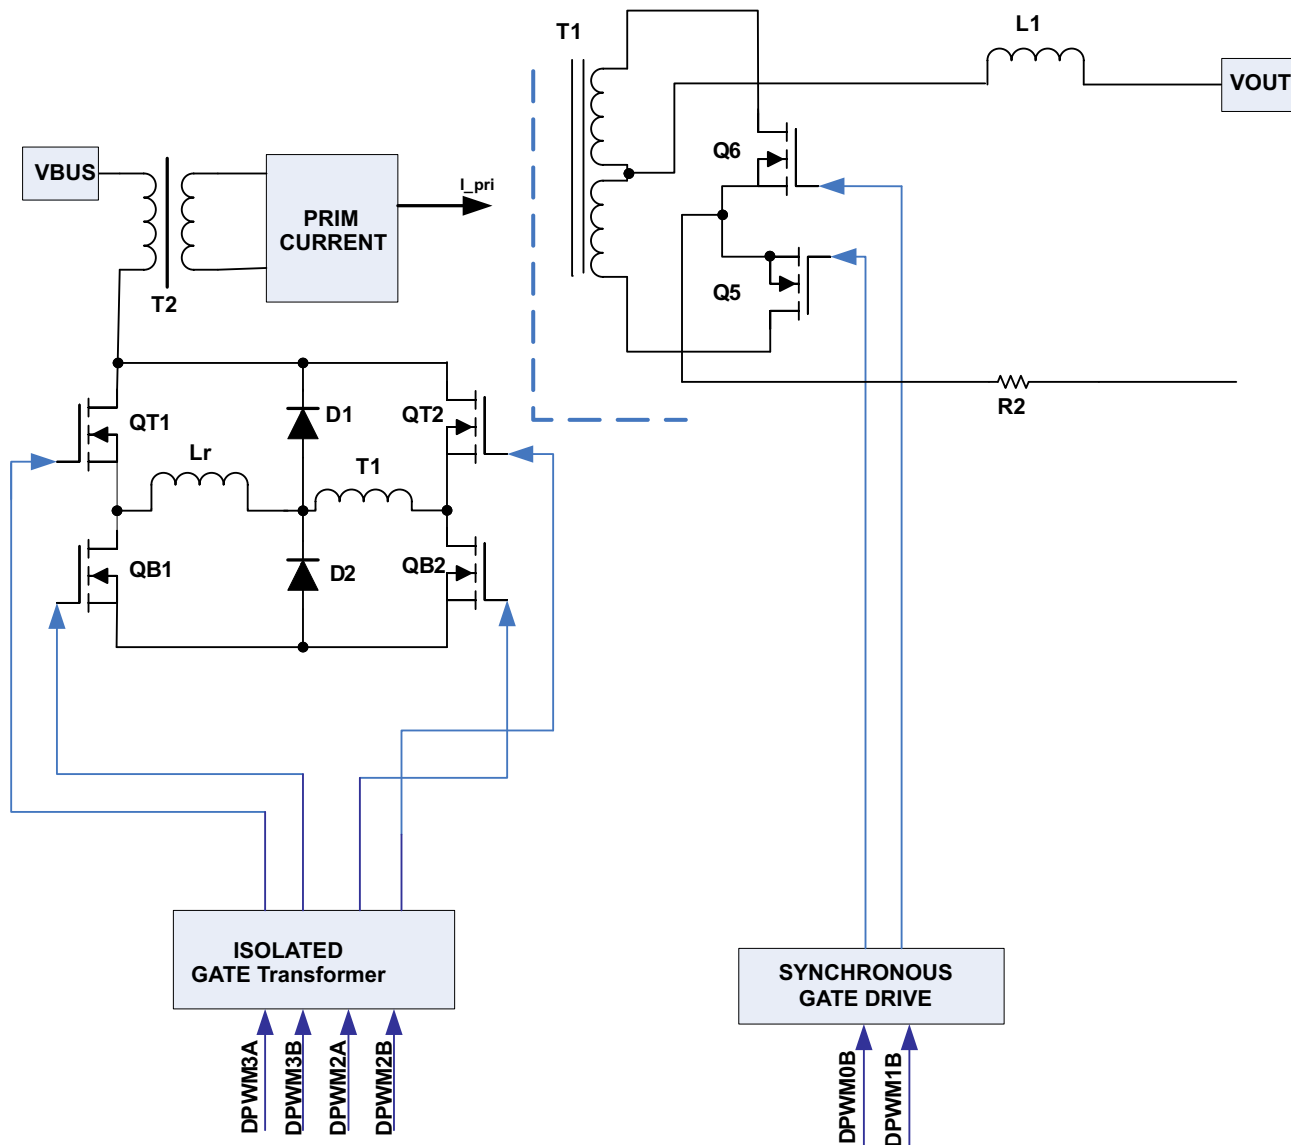 T1
L1
VOUT
Q6
VBUS
I_pri
PRIM
CURRENT
Q5
T2
R2
QT1
D1
QT2
Lr
T1
QB1
D2
QB2
ISOLATED
GATE Transformer
SYNCHRONOUS
GATE DRIVE
DPWM3A
DPWM3B
DPWM2A
DPWM2B
DPWM0B
DPWM1B